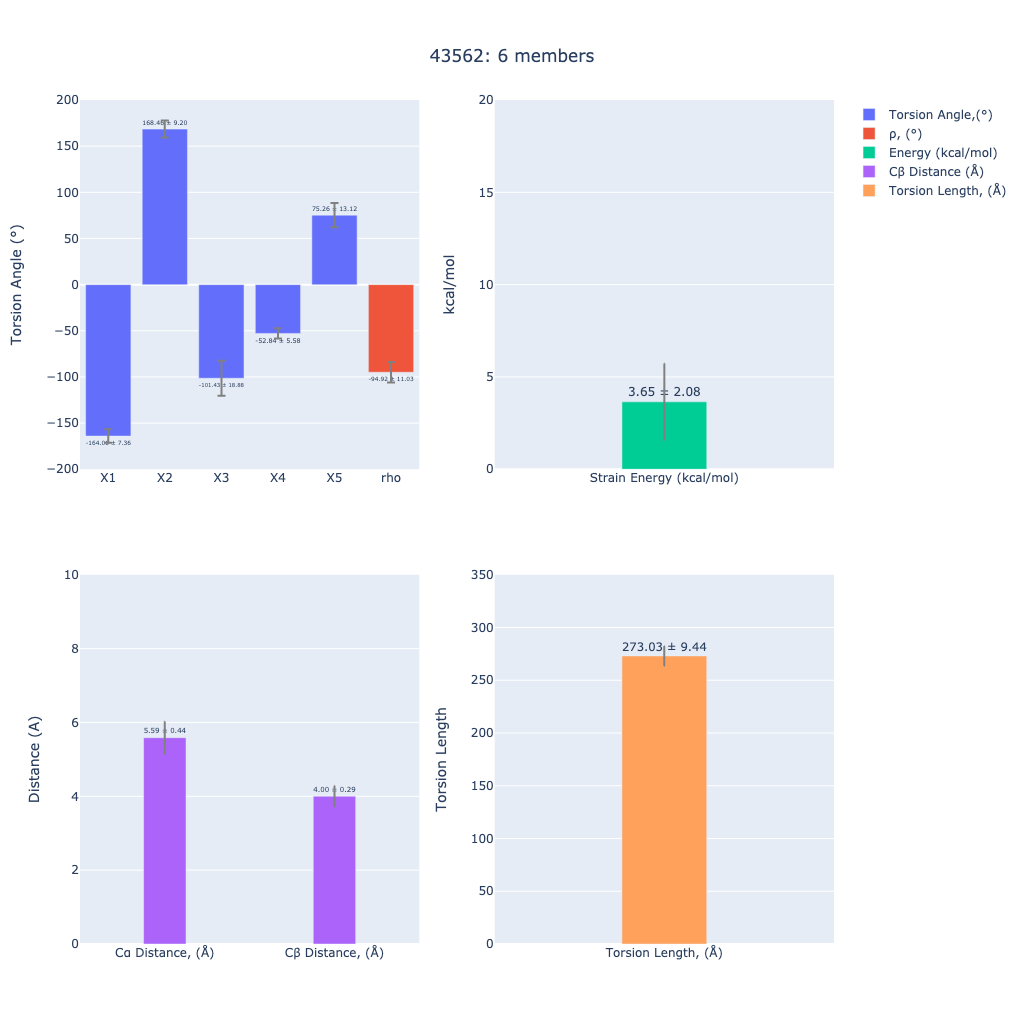 43562: 6 members
Torsion Angle (°)
200
150
100
50
0
−50
−100
−150
−200
168.46 ± 9.20
75.26 ± 13.12
-52.84 ± 5.58
-101.43 ± 18.88
-94.92 ± 11.03
± 7.36
X1 X2 X3 X4 X5 rho
kcal/mol
20
15
10
5
0
3.65 ± 2.08
Strain Energy (kcal/mol)
Torsion Angle,(°)
ρ, (°)
Energy (kcal/mol)
Cβ Distance (Å)
Torsion Length, (Å)
Distance (A)
10
8
6
4
2
0
5.59 ± 0.44
4.00 ± 0.29
Cα Distance, (Å) Cβ Distance, (Å)
Torsion Length
350
300
250
200
150
100
50
0
273.03 ± 9.44
Torsion Length, (Å)